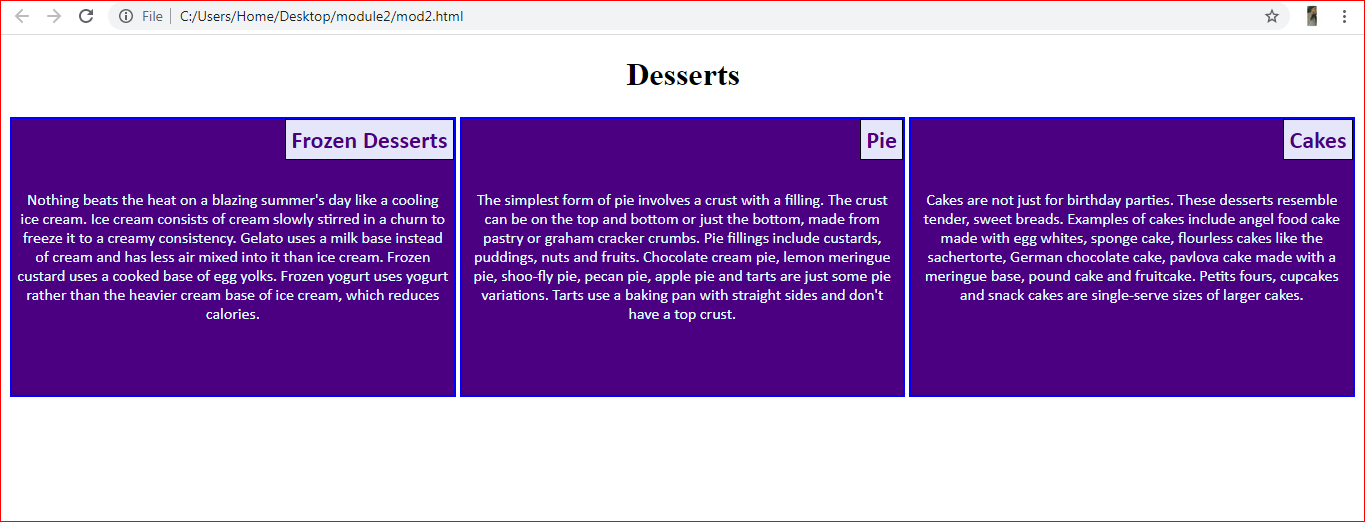 File
C:/Users/Home/Desktop/module2/mod2.html
Desserts
Frozen Desserts
Nothing beats the heat on a blazing summer's day like a cooling
ice cream. Ice cream consists of cream slowly stirred in a churn to
freeze it to a creamy consistency. Gelato uses a milk base instead
of cream and has less air mixed into it than ice cream. Frozen
custard uses a cooked base of egg yolks. Frozen yogurt uses yogurt
rather than the heavier cream base of ice cream, which reduces
calories.
Pie
The simplest form of pie involves a crust with a filling. The crust
can be on the top and bottom or just the bottom, made from
pastry or graham cracker crumbs. Pie fillings include custards,
puddings, nuts and fruits. Chocolate cream pie, lemon meringue
pie, shoo-fly pie, pecan pie, apple pie and tarts are just some pie
variations. Tarts use a baking pan with straight sides and don't
have a top crust.
Cakes
Cakes are not just for birthday parties. These desserts resemble
tender, sweet breads. Examples of cakes include angel food cake
made with egg whites, sponge cake, flourless cakes like the
sachertorte, German chocolate cake, pavlova cake made with a
meringue base, pound cake and fruitcake. Petits fours, cupcakes
and snack cakes are single-serve sizes of larger cakes.